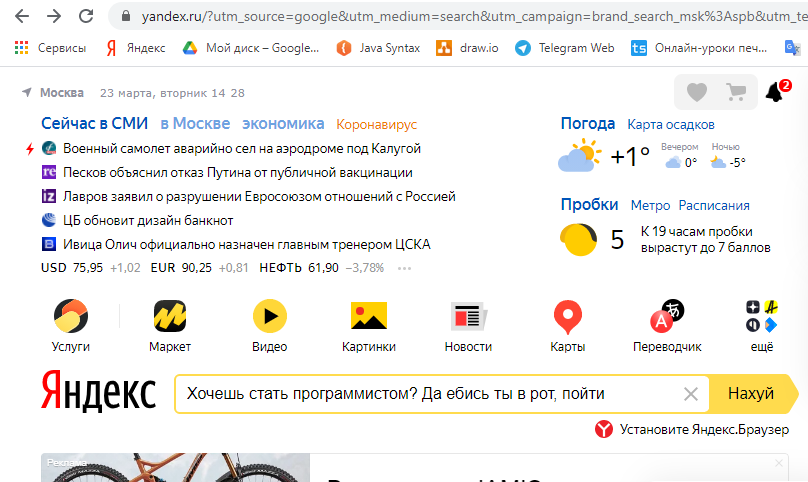 yandex.ru/?utm_source=google&utm_medium=search&utm_campaign=brand_search_msk%3Aspb&utm_te
Сервисы Яндекс Мой диск – Google... Java Syntax draw.io Telegram Web Онлайн-уроки печ...
Москва 23 марта, вторник 14 28
2
Сейчас в СМИ в Москве экономика Коронавирус
Военный самолет аварийно сел на аэродроме под Калугой
Песков объяснил отказ Путина от публичной вакцинации
Лавров заявил о разрушении Евросоюзом отношений с Россией
ЦБ обновит дизайн банкнот
Ивица Олич официально назначен главным тренером ЦСКА
USD 75,95 +1,02 EUR 90,25 +0,81 НЕФТЬ 61,90 −3,78% ...
Погода Карта осадков
+1° Вечером 0° Ночью -5°
Пробки Метро Расписания
5 К 19 часам пробки
вырастут до 7 баллов
Услуги Маркет Видео Картинки Новости Карты Переводчик ещё
Яндекс Хочешь стать программистом? Да ебись ты в рот, пойти Нахуй
Установите Яндекс.Браузер
Реклама